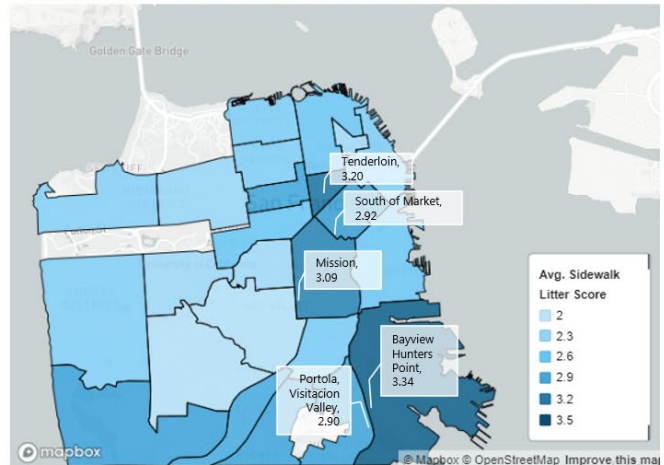 Golden Gate Bridge
Tenderloin,
3.20
South of Market,
2.92
Mission,
3.09
Bayview
Hunters
Point,
3.34
Portola,
Visitacion
Valley,
2.90
Avg. Sidewalk
Litter Score
2
2.3
2.6
2.9
3.2
3.5
mapbox
© Mapbox © OpenStreetMap Improve this map